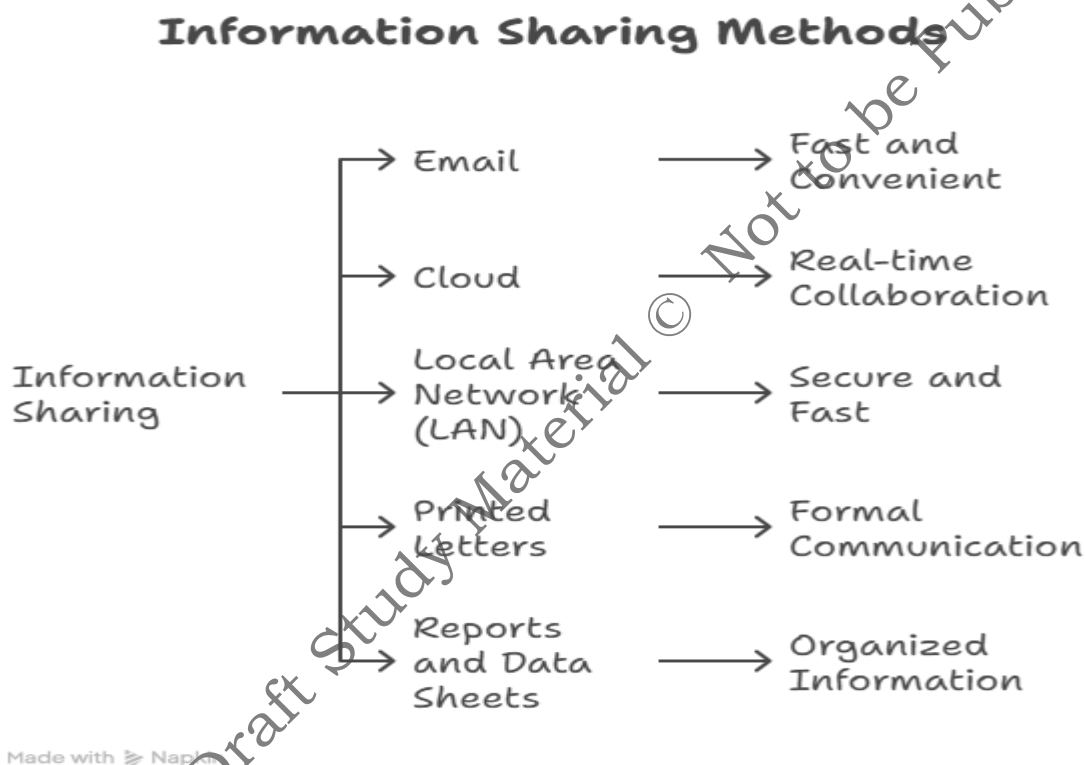 Information Sharing Methods
Email
Fast and
Convenient
Cloud
Real-time
Collaboration
Information
Sharing
Local Area
Network
(LAN)
Secure and
Fast
Printed
Letters
Formal
Communication
Reports
and Data
Sheets
Organized
Information
Draft Study Material © Not to be
Made with